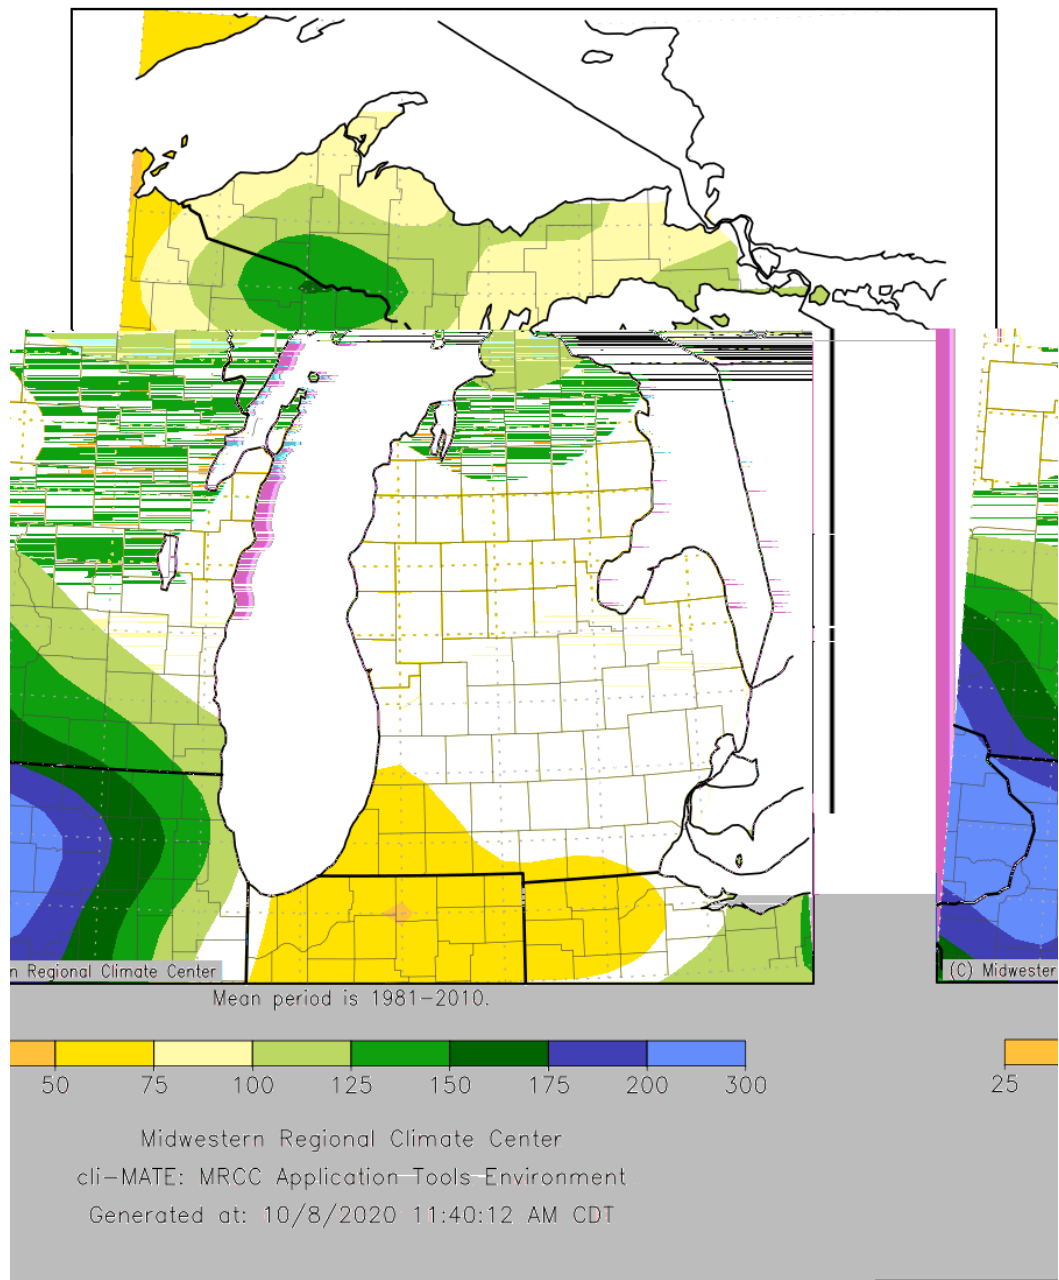 n Regional Climate Center
(C) Midwester
Mean period is 1981-2010.
50 75 100 125 150 175 200 300 25
Midwestern Regional Climate Center
cli-MATE: MRCC Application Tools Environment
Generated at: 10/8/2020 11:40:12 AM CDT